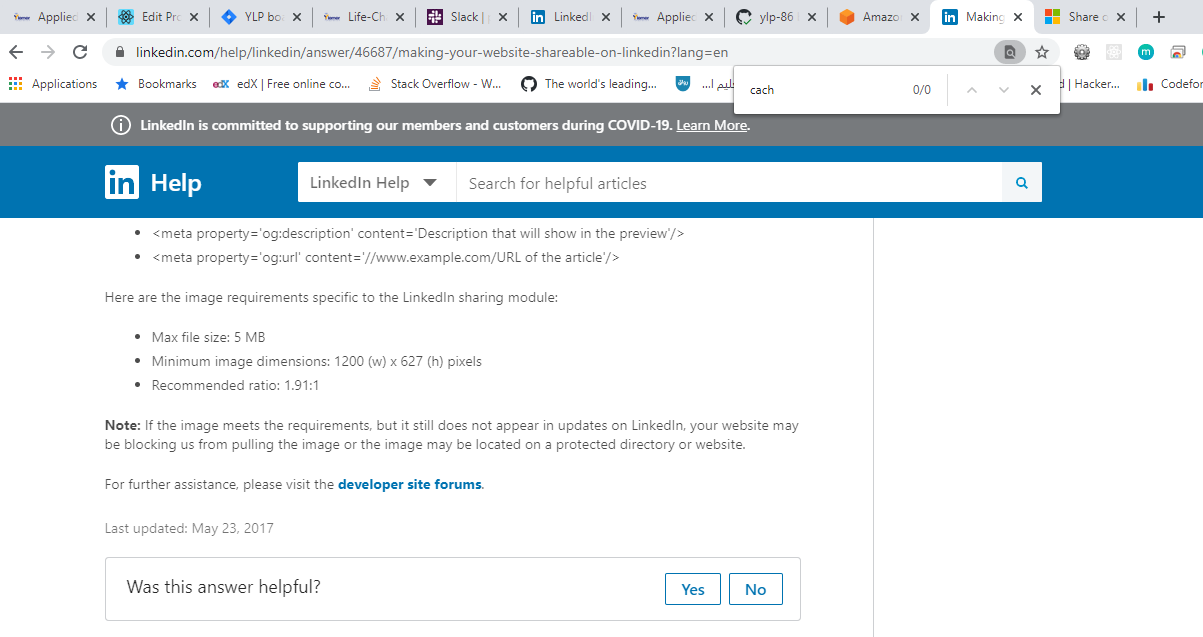 Applied
Edit Pro
YLP boa
Life-Cha
Slack | p
LinkedI
Applied
ylp-86
Amazo
Making
Share o
linkedin.com/help/linkedin/answer/46687/making-your-website-shareable-on-linkedin?lang=en
Applications
Bookmarks
edX | Free online co...
Stack Overflow - W...
The world's leading...
...عليم ا
d | Hacker...
Codefor
cach
0/0
LinkedIn is committed to supporting our members and customers during COVID-19. Learn More.
in Help
LinkedIn Help
Search for helpful articles
<meta property='og:description' content='Description that will show in the preview'/>
<meta property='og:url' content='//www.example.com/URL of the article'/>
Here are the image requirements specific to the LinkedIn sharing module:
Max file size: 5 MB
Minimum image dimensions: 1200 (w) x 627 (h) pixels
Recommended ratio: 1.91:1
Note: If the image meets the requirements, but it still does not appear in updates on LinkedIn, your website may
be blocking us from pulling the image or the image may be located on a protected directory or website.
For further assistance, please visit the developer site forums.
Last updated: May 23, 2017
Was this answer helpful?
Yes
No